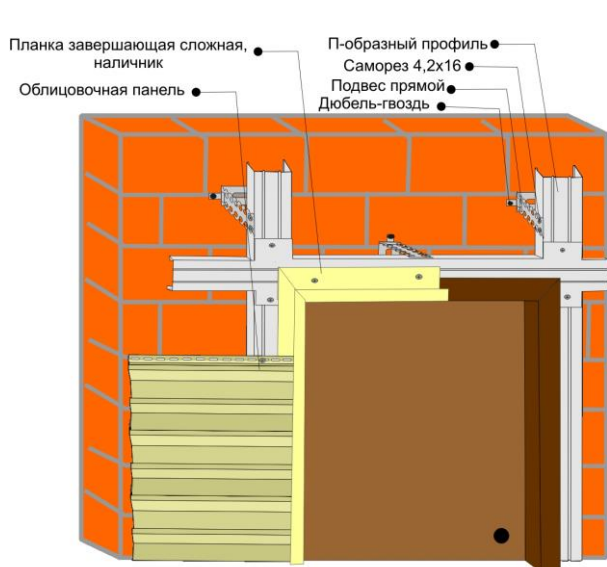 Планка завершающая сложная,
наличник
Облицовочная панель
П-образный профиль
Саморез 4,2х16
Подвес прямой
Дюбель-гвоздь